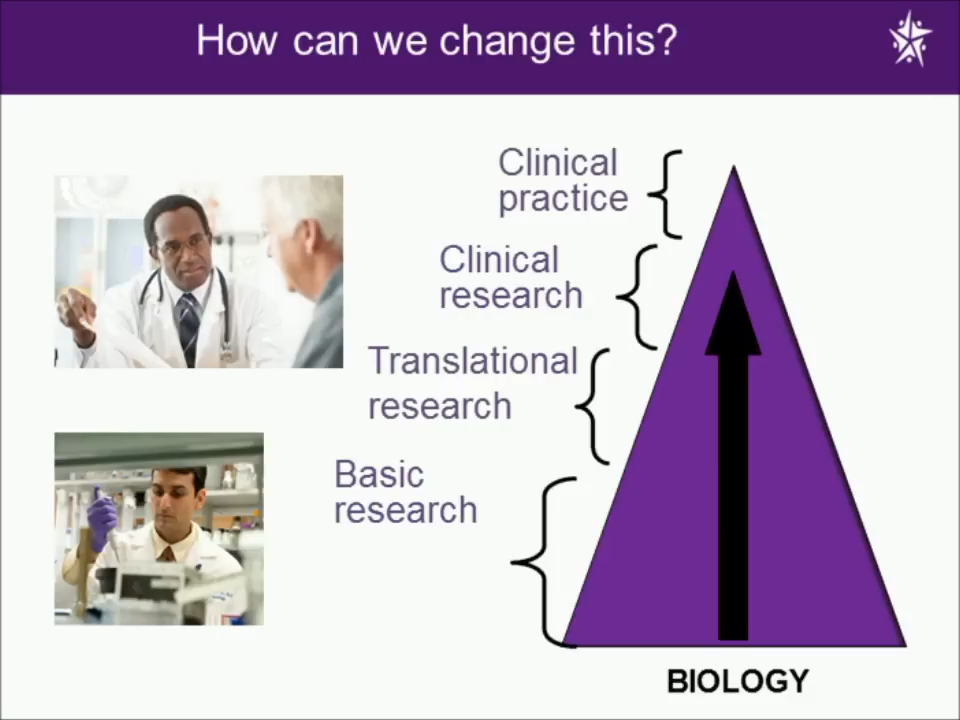 How can we change this?
Clinical
practice
Clinical
research
Translational
research
Basic
research
BIOLOGY